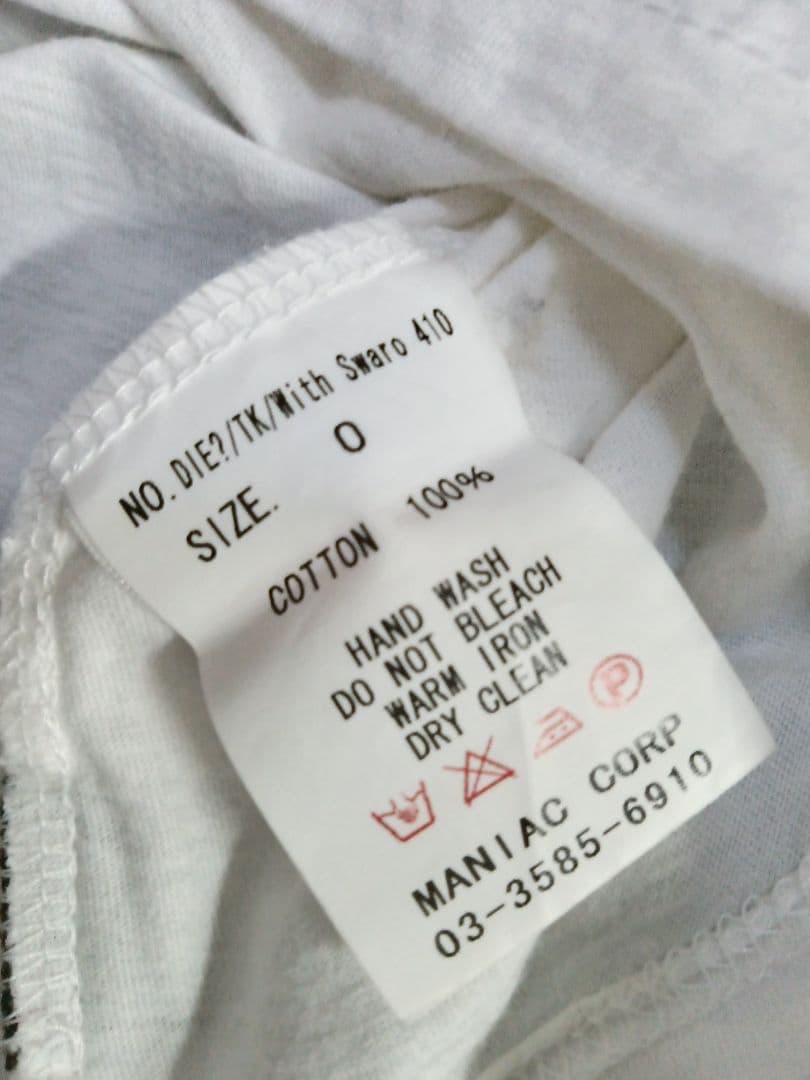 NO. DIE?/TK/With Swaro 410
SIZE. 0
COTTON 100%
HAND WASH
DO NOT BLEACH
WARM IRON
DRY CLEAN
P
MANIAC CORP
03-3585-6910